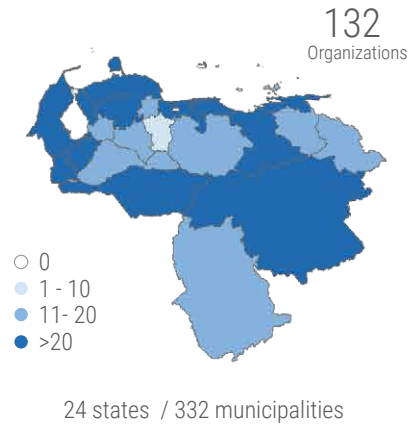 132
Organizations
0
1 - 10
11- 20
>20
24 states / 332 municipalities